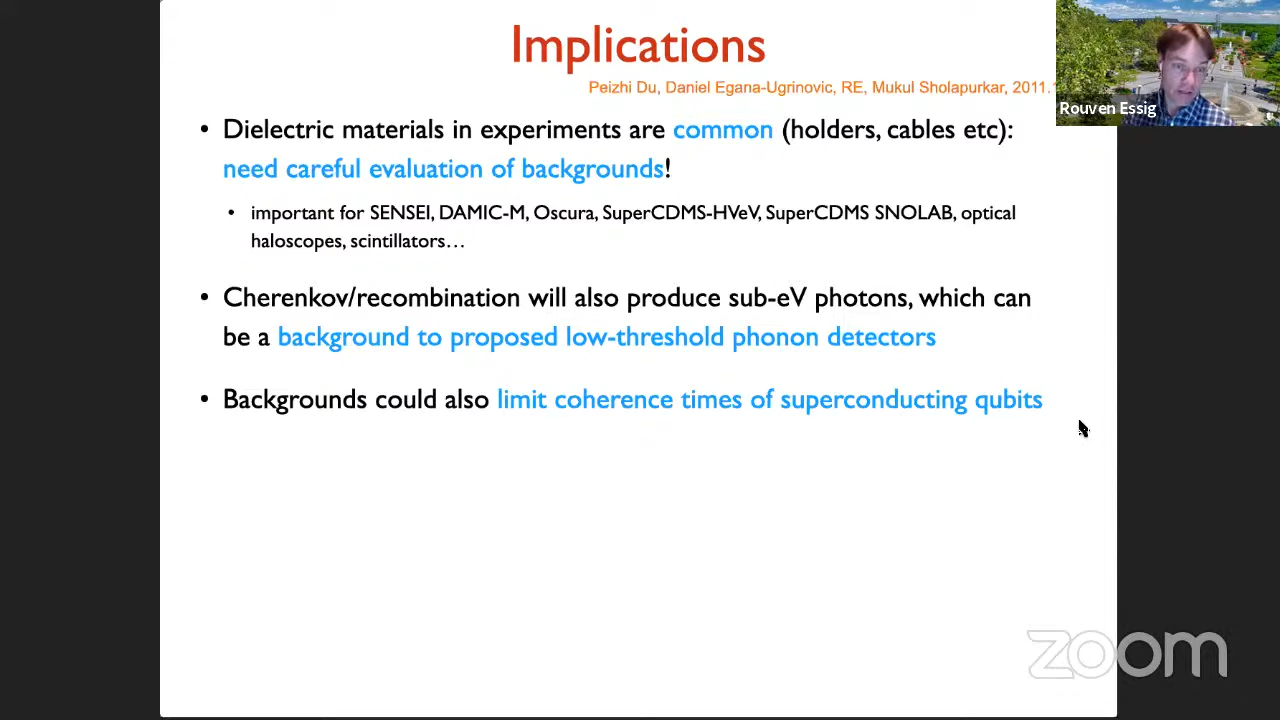 Implications
Peizhi Du, Daniel Egana-Ugrinovic, RE, Mukul Sholapurkar, 2011.
Rouven Essig
• Dielectric materials in experiments are common (holders, cables etc):
need careful evaluation of backgrounds!
• important for SENSEI, DAMIC-M, Oscura, SuperCDMS-HVeV, SuperCDMS SNOLAB, optical
haloscopes, scintillators…
• Cherenkov/recombination will also produce sub-eV photons, which can
be a background to proposed low-threshold phonon detectors
• Backgrounds could also limit coherence times of superconducting qubits
zoom